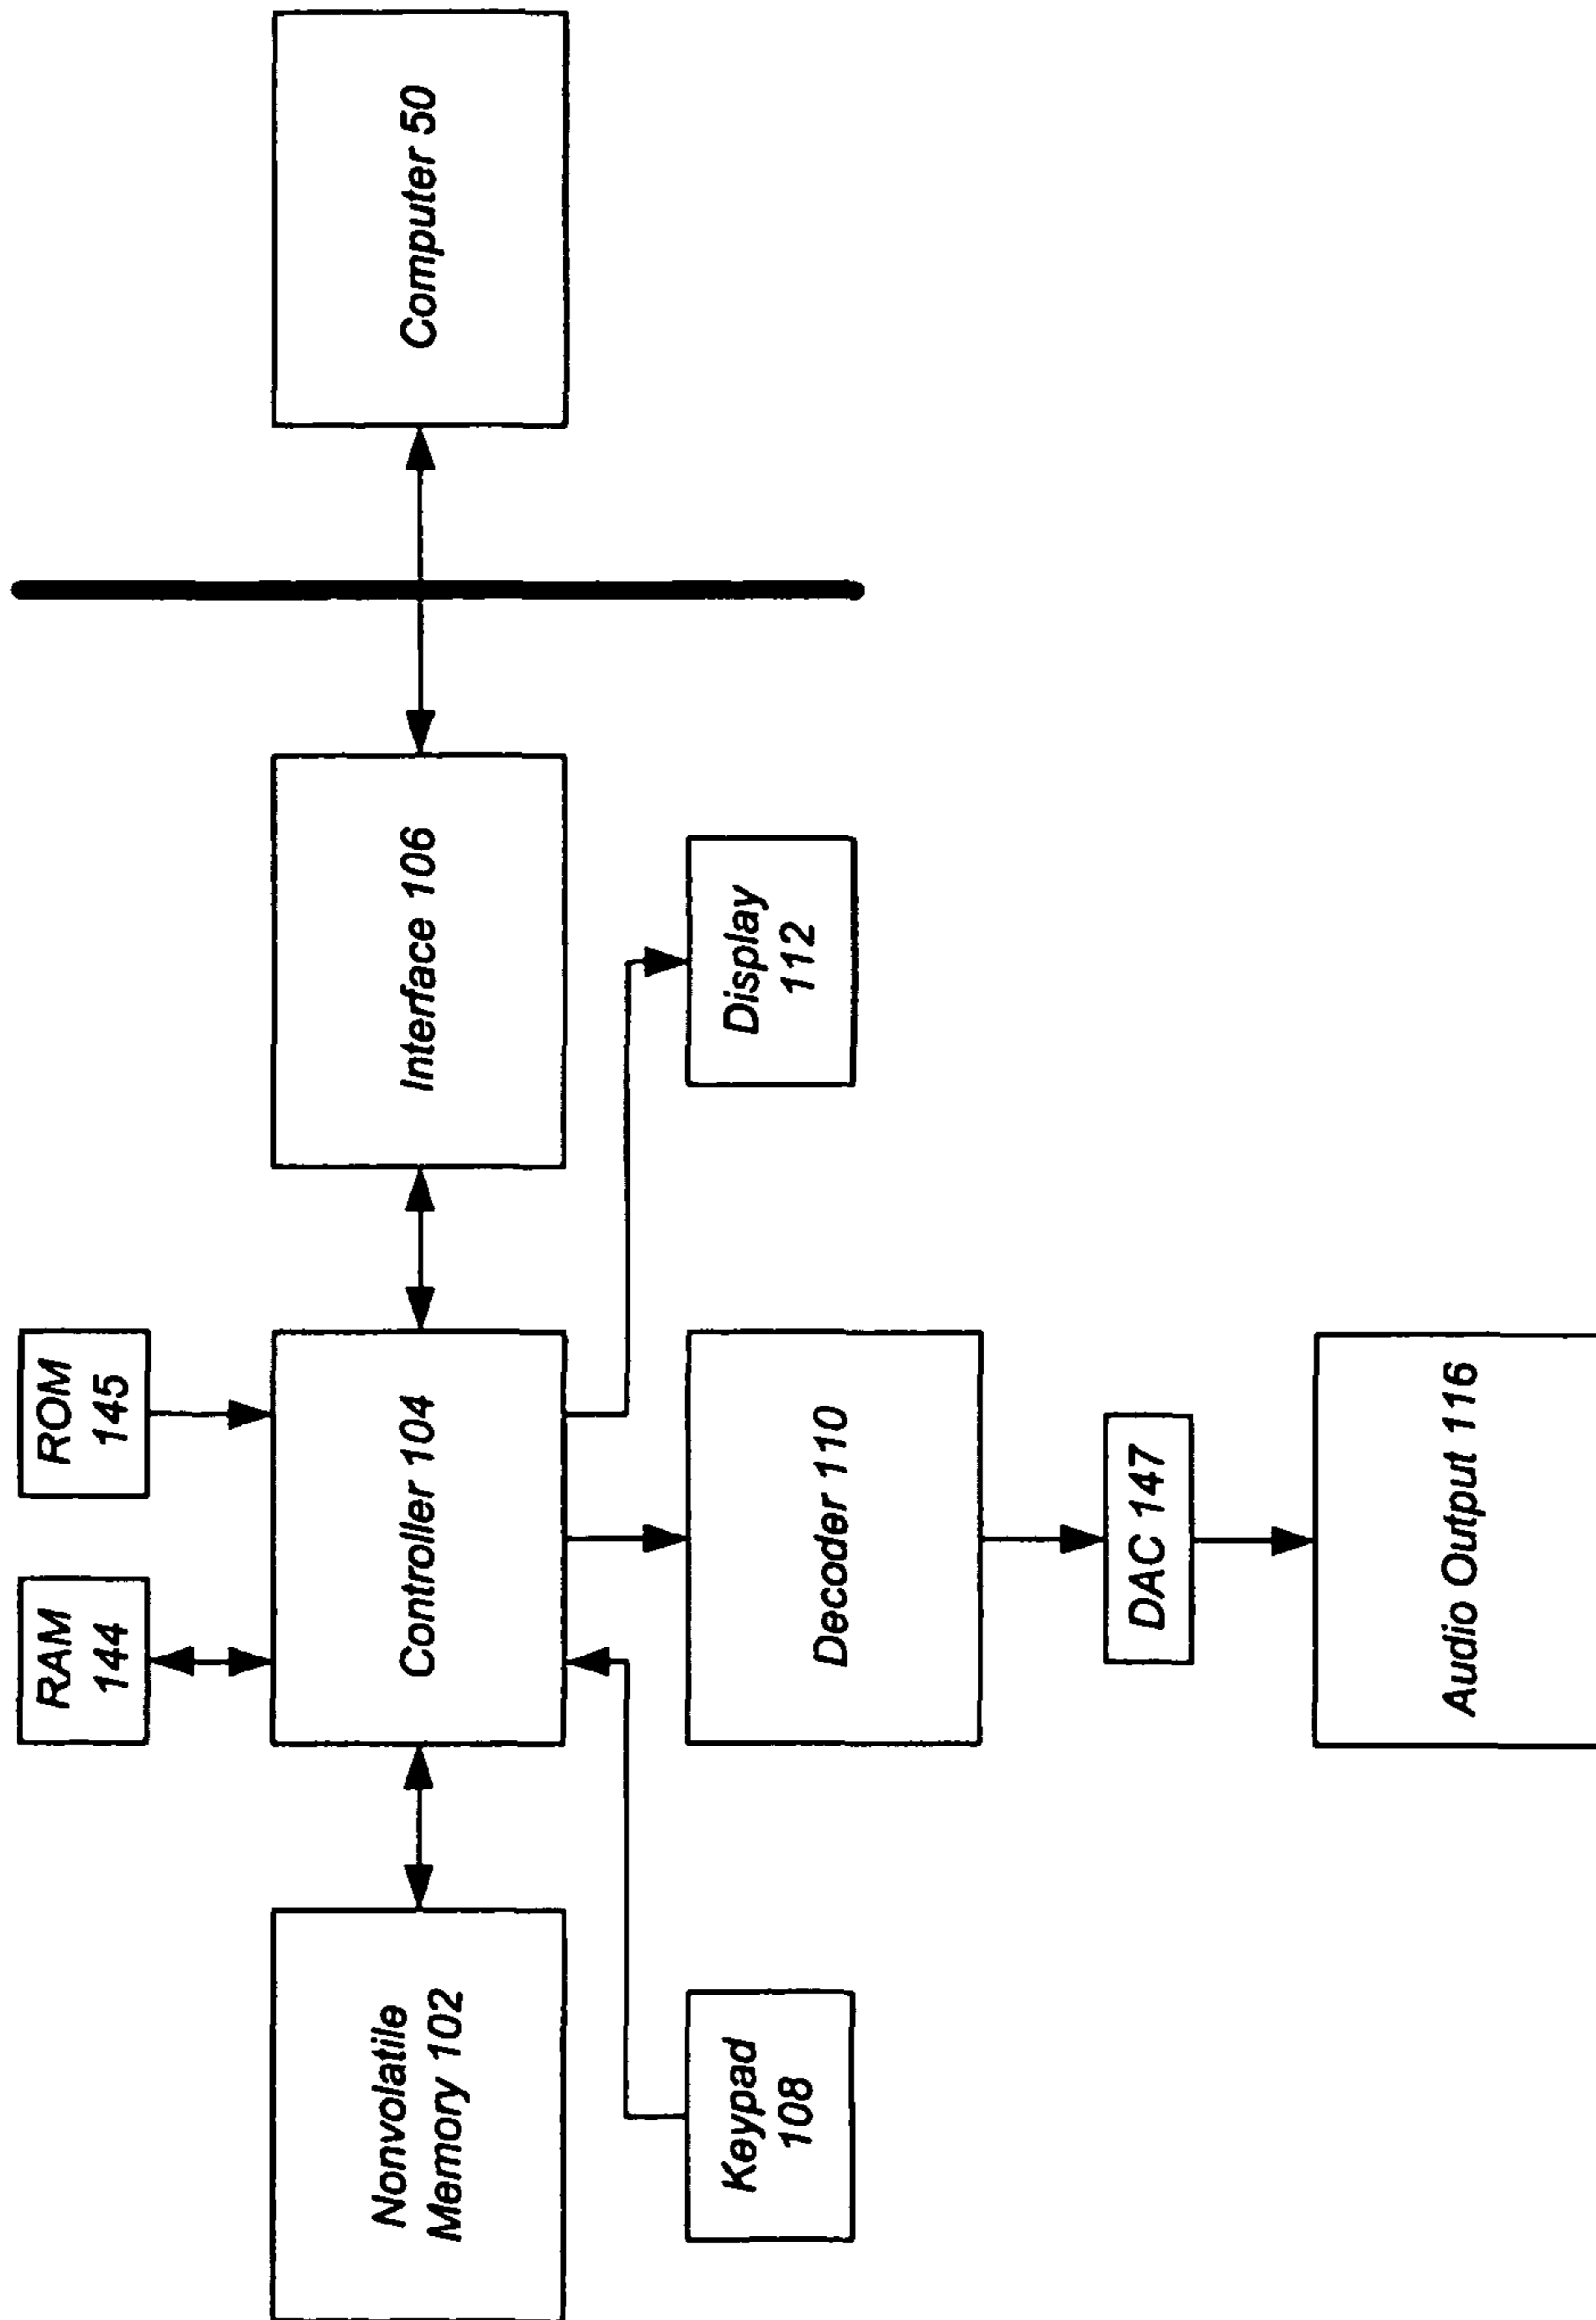 RAM
144
ROM
145
Nonvolatile
Memory 102
Controller 104
Interface 106
Computer 50
Keypad
108
Decoder 110
Display
112
DAC 147
Audio Output 116